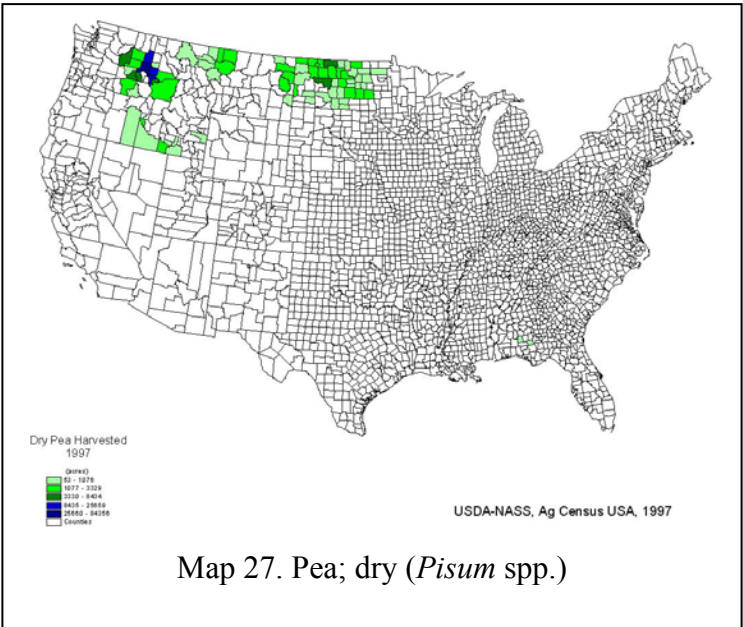 Dry Pea Harvested
1997
(acres)
53 - 1076
1077 - 3329
3330 - 8434
8435 - 25659
25660 - 84356
Counties
USDA-NASS, Ag Census USA, 1997
Map 27. Pea; dry (Pisum spp.)